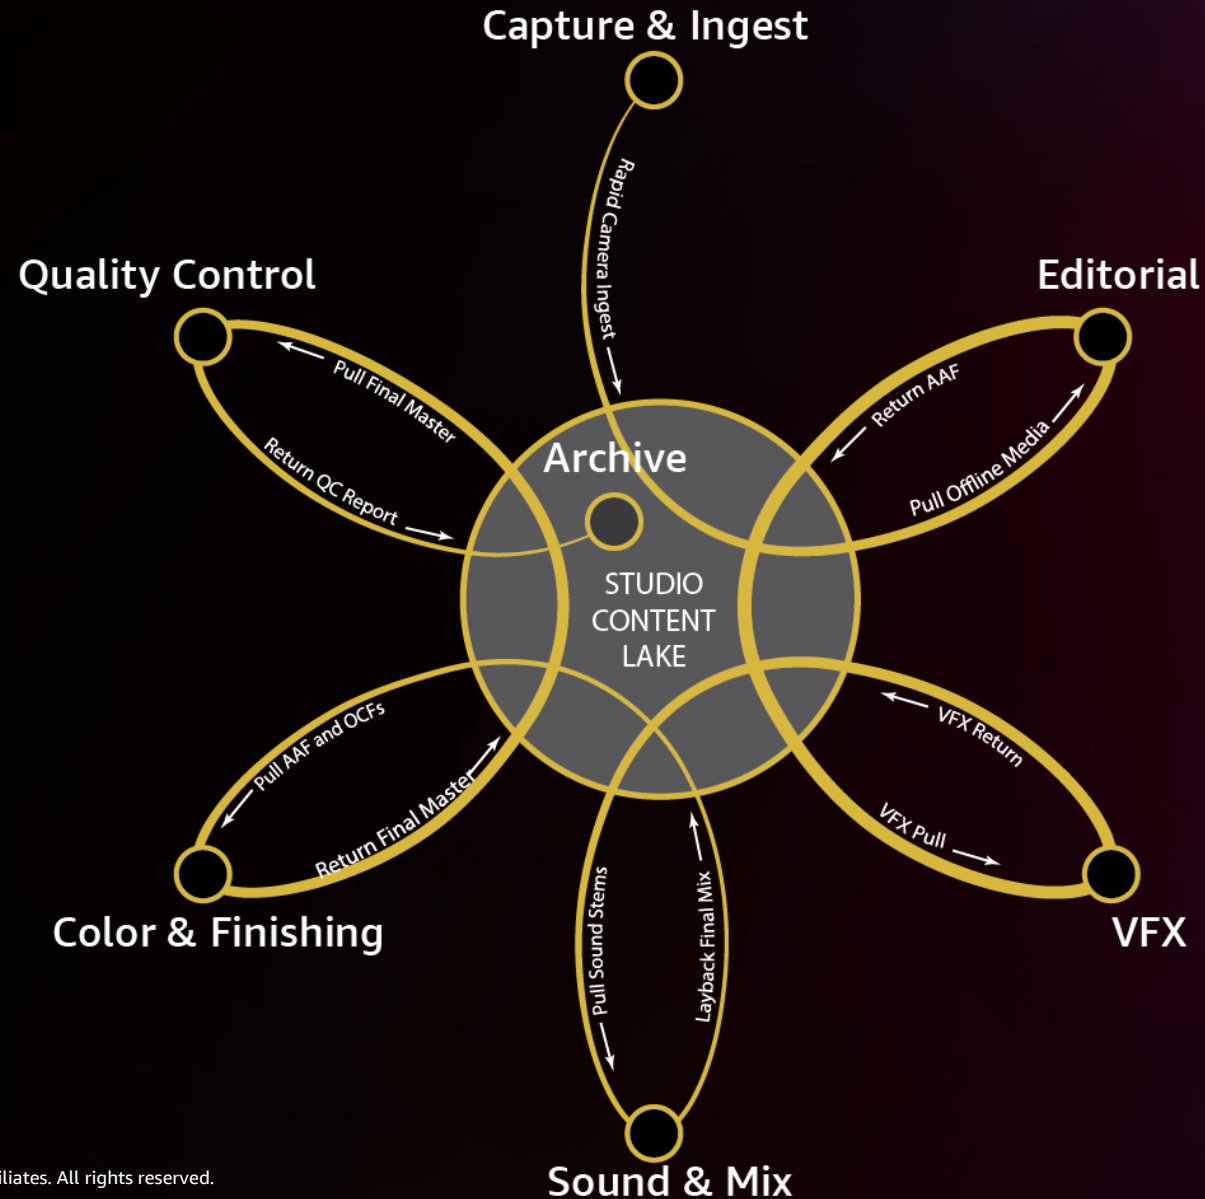 Capture & Ingest
Rapid Camera Ingest
Quality Control
Editorial
Pull Final Master
Return QC Report
Return AAF
Pull Offline Media
Archive
STUDIO
CONTENT
LAKE
Pull AAF and OCFs
Return Final Master
VFX Return
VFX Pull
Color & Finishing
VFX
Pull Sound Stems
Layback Final Mix
Sound & Mix
All rights reserved.